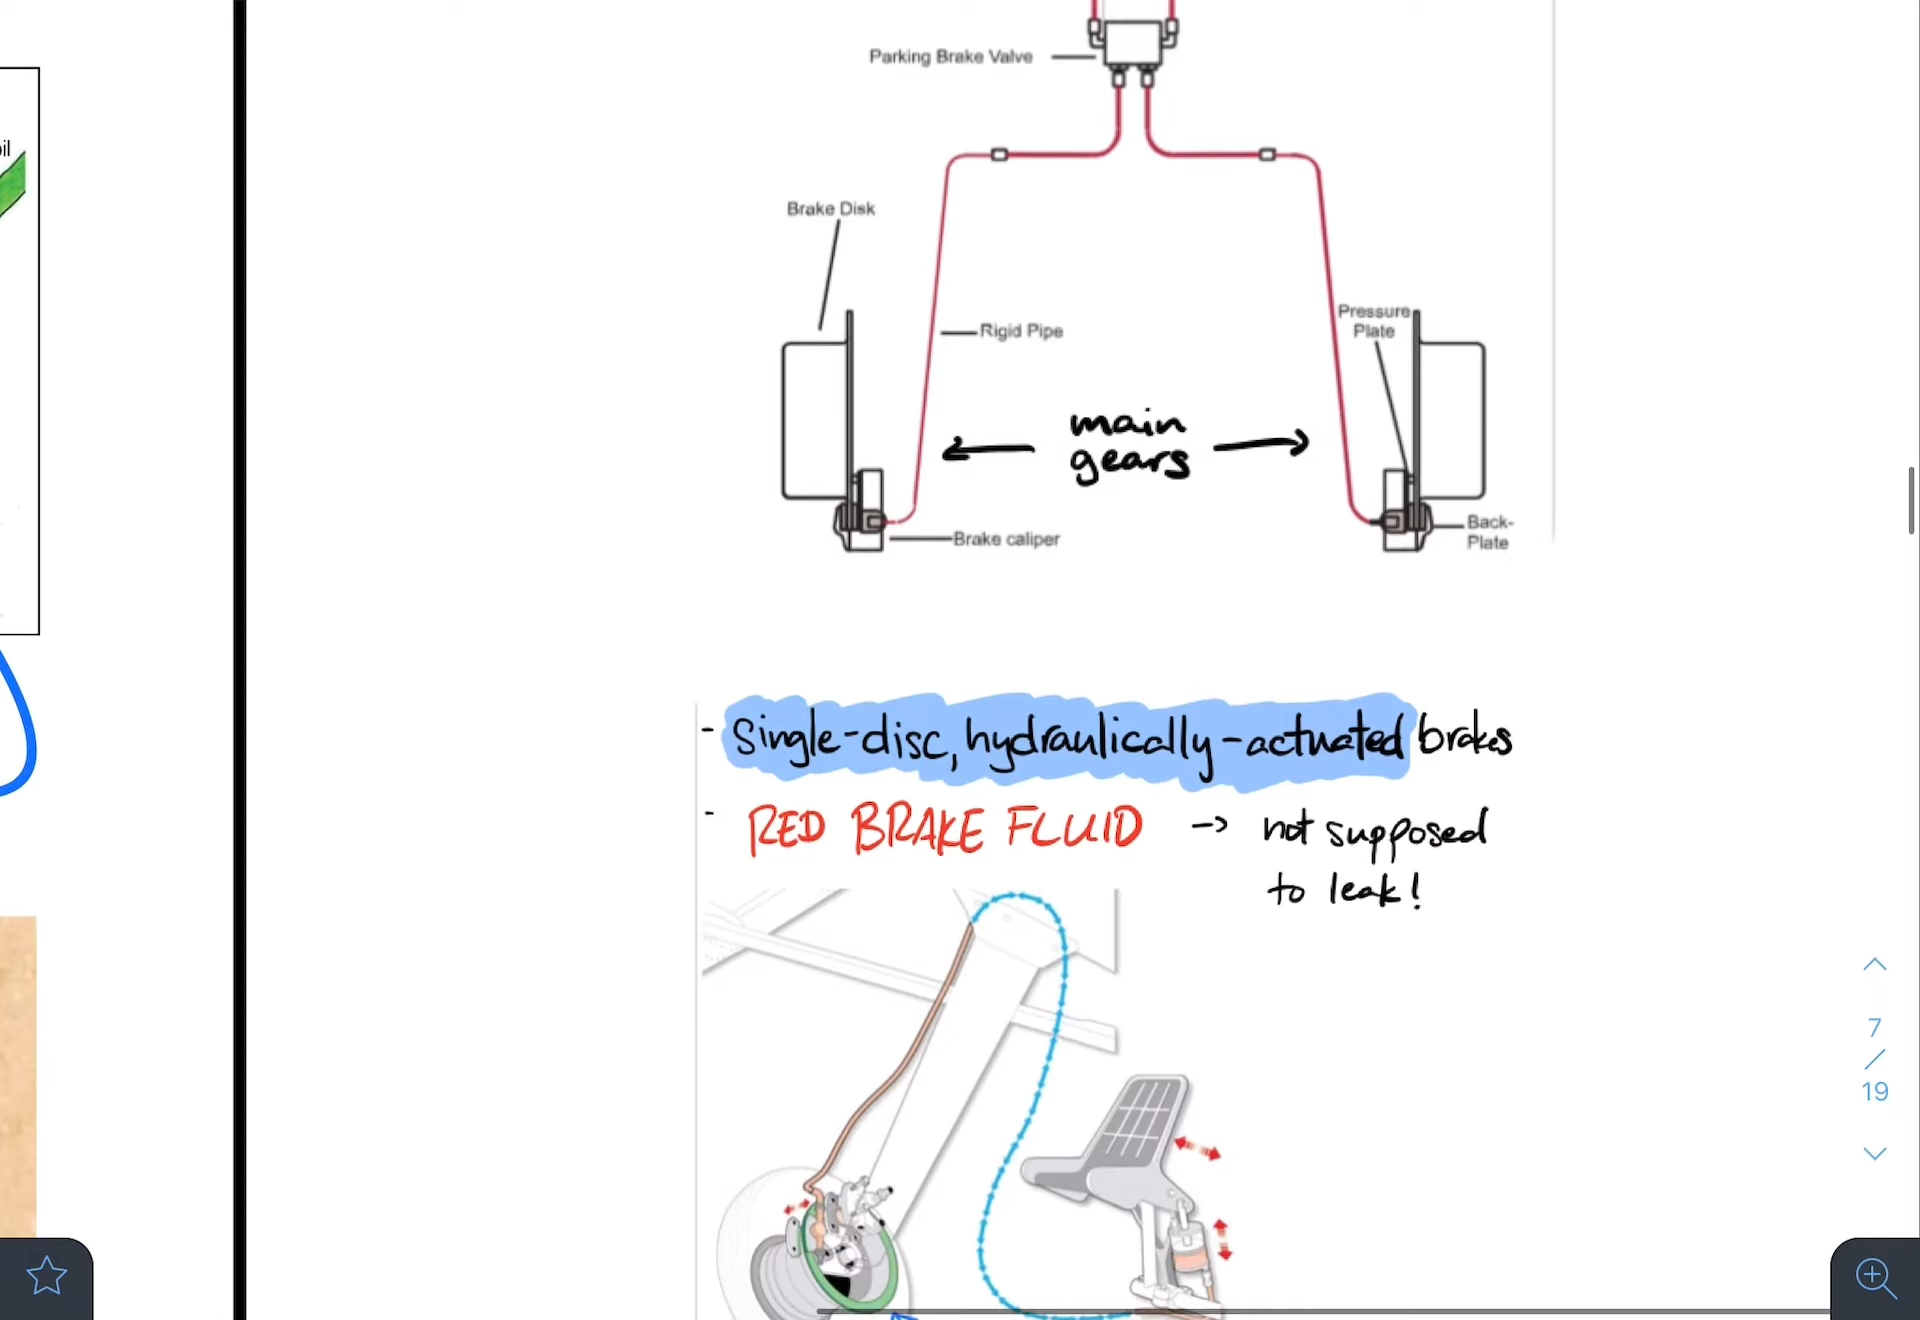 Parking Brake Valve
oil
Brake Disk
Pressure
Plate
Rigid Pipe
main
gears
Back-
Plate
Brake caliper
- Single-disc, hydraulically-actuated brakes
- RED BRAKE FLUID -> not supposed
to leak!
7
/
19